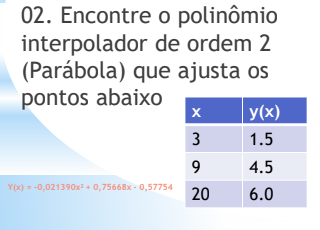 02. Encontre o polinômio
interpolador de ordem 2
(Parábola) que ajusta os
pontos abaixo
x y(x)
3 1.5
9 4.5
20 6.0
Y(x) = -0,021390x² + 0,75668x - 0,57754